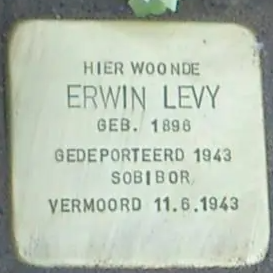 HIER WOONDE
ERWIN LEVY
GEB. 1896
GEDEPORTEERD 1943
SOBIBOR
VERMOORD 11.6.1943